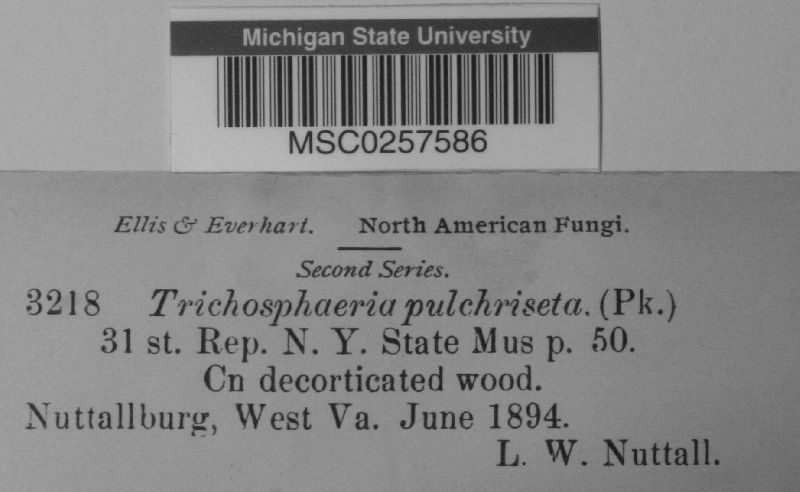 Michigan State University
MSC0257586
Ellis & Everhart. North American Fungi.
Second Series.
3218 Trichosphaeria pulchriseta. (Pk.)
31 st. Rep. N. Y. State Mus p. 50.
Cn decorticated wood.
Nuttallburg, West Va. June 1894.
L. W. Nuttall.